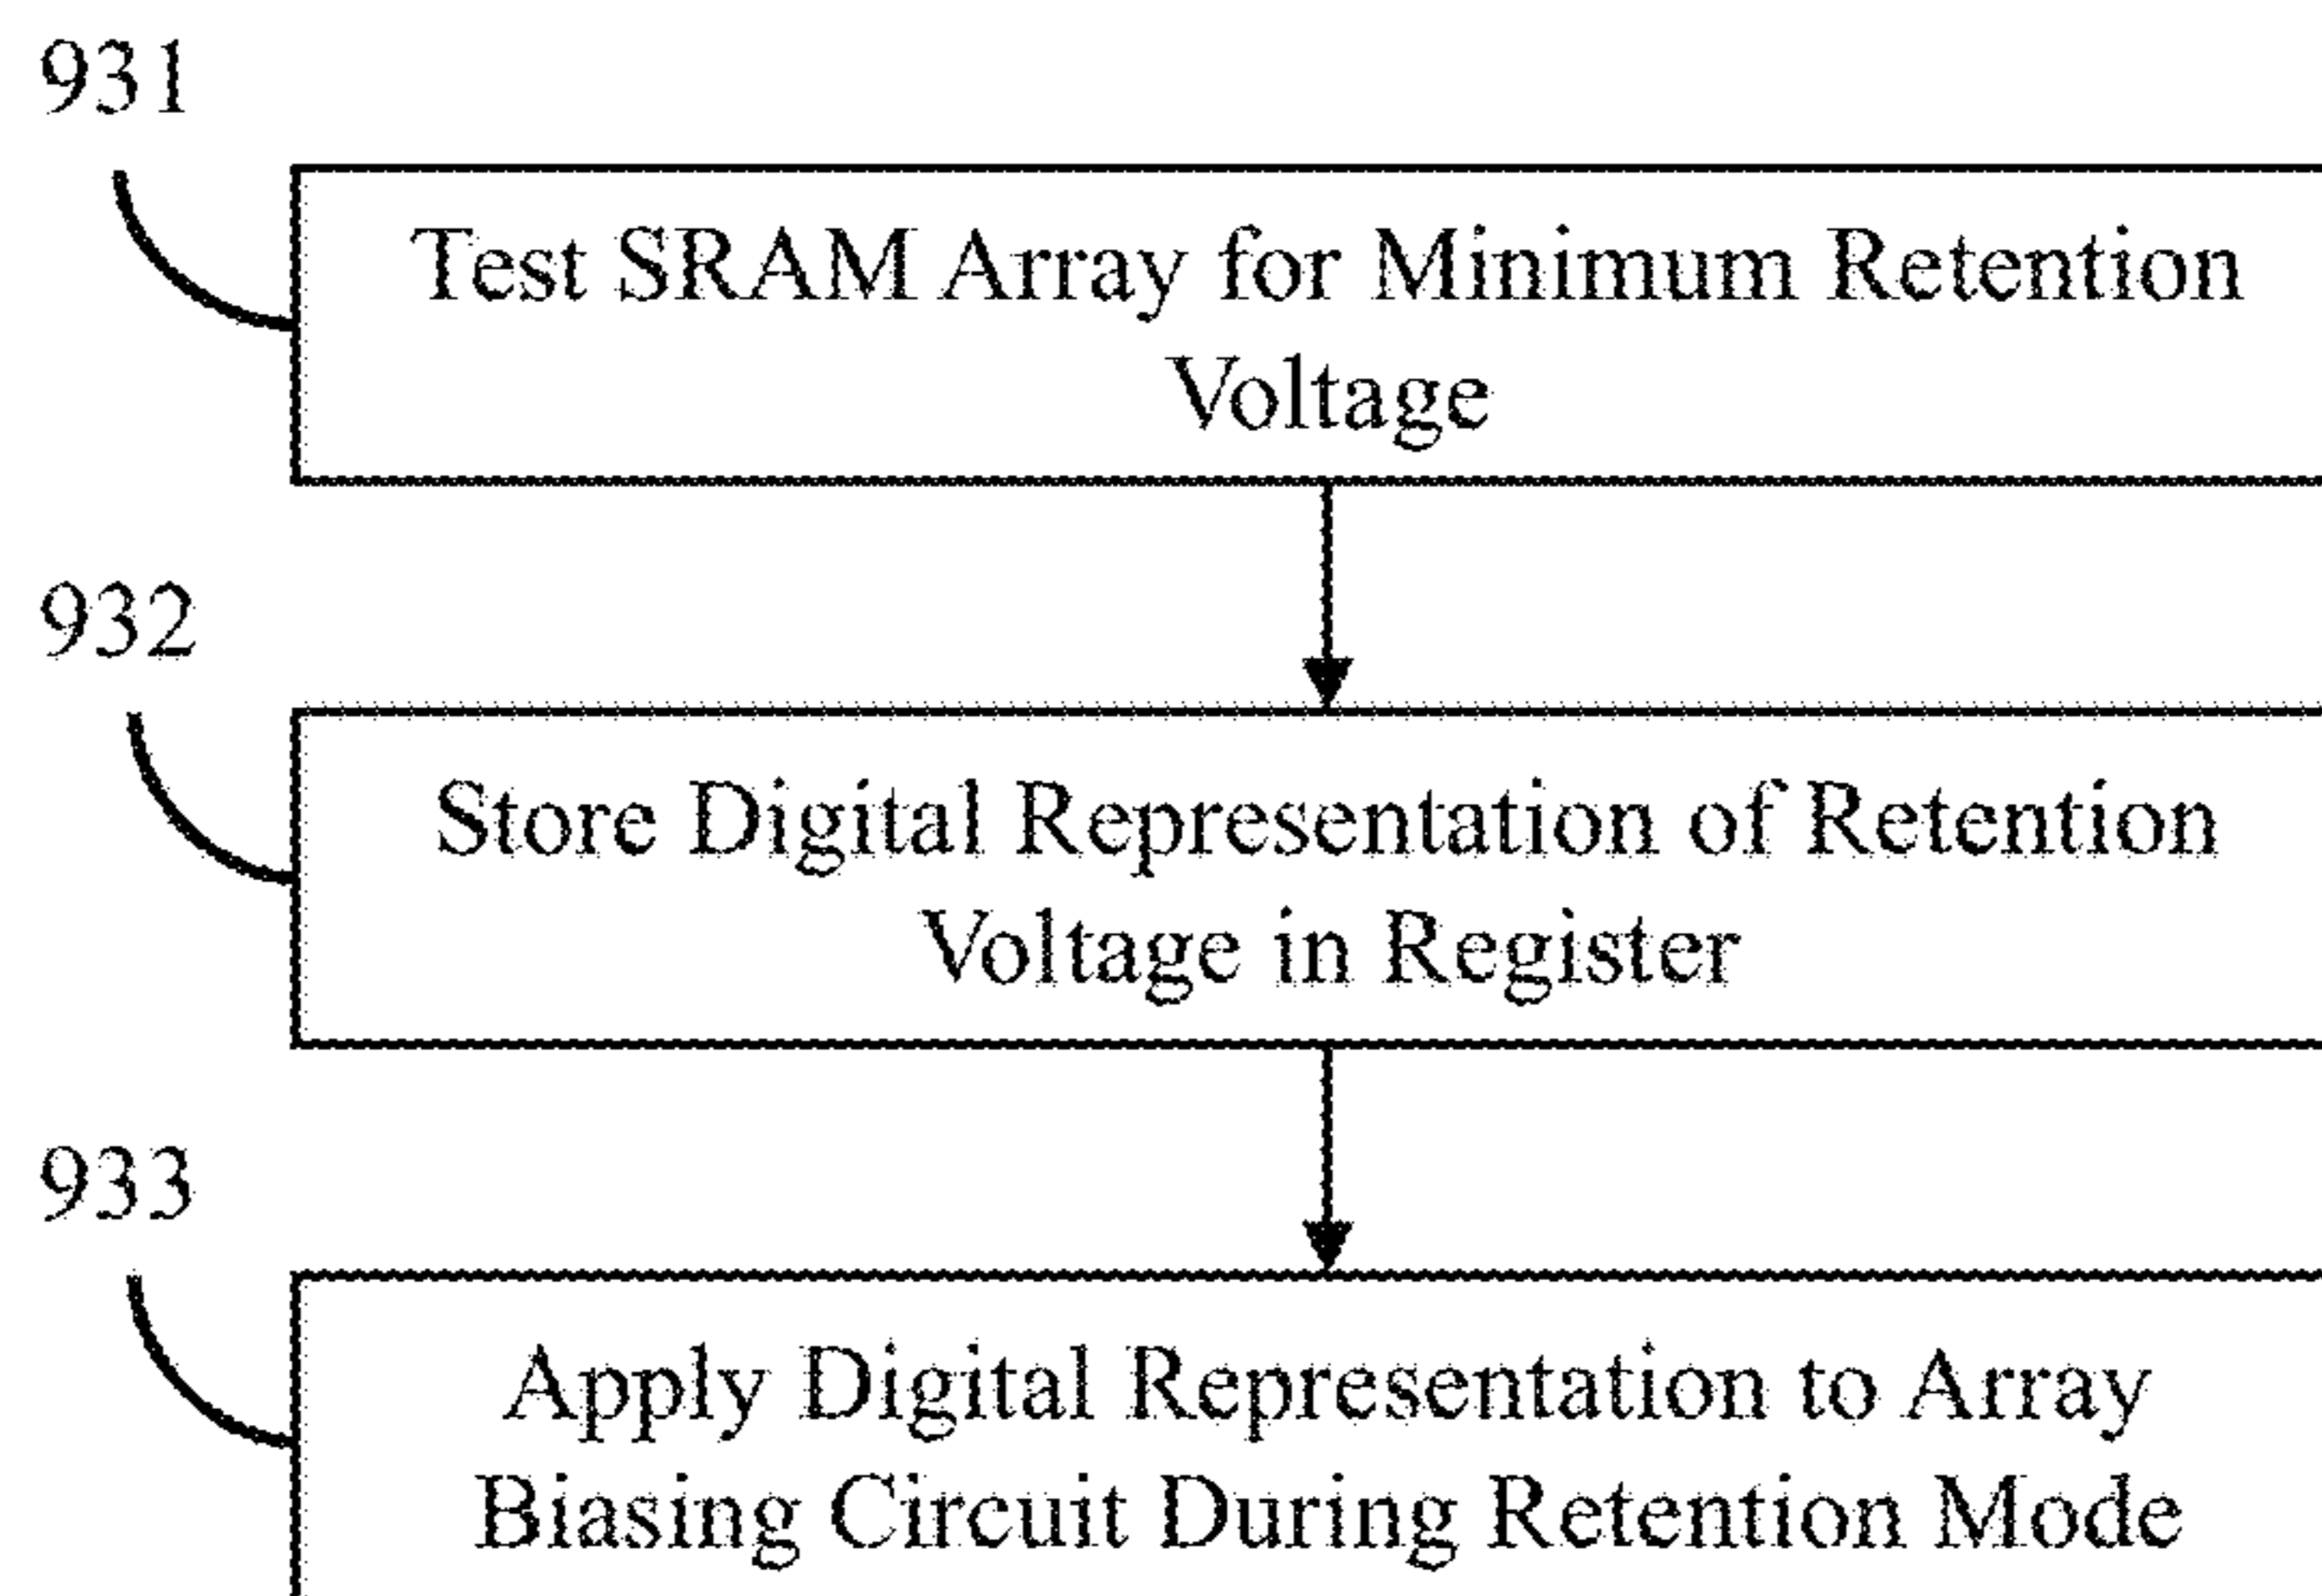 931
Test SRAM Array for Minimum Retention
Voltage
932
Store Digital Representation of Retention
Voltage in Register
933
Apply Digital Representation to Array
Biasing Circuit During Retention Mode